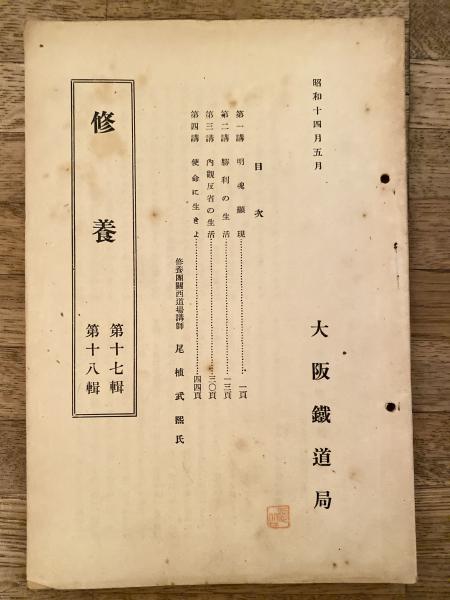 昭和十四月五月
大阪鐵道局
目次
第一講 明魂顯現……一頁
第二講 勝利の生活……一三頁
第三講 內觀反省の生活……三〇頁
第四講 使命に生きよ……四四頁
修養團關西道場講師 尾植武熙氏
修養
第十七輯
第十八輯